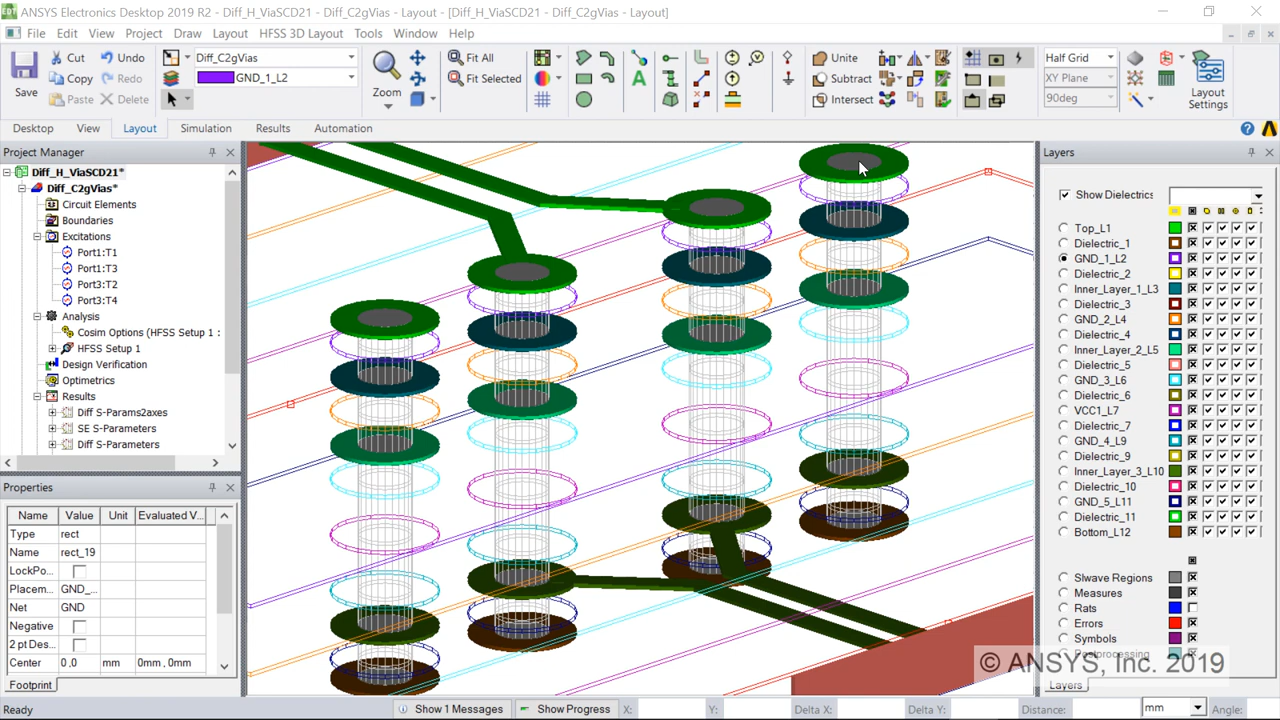 ANSYS Electronics Desktop 2019 R2 - Diff_H_ViaSCD21 - Diff_C2gVias - Layout - [Diff_H_ViaSCD21 - Diff_C2gVias - Layout]
File Edit View Project Draw Layout HFSS 3D Layout Tools Window Help
Save Cut Undo Diff_C2gVias Fit All Unite Half Grid
Copy Redo GND_1_L2 Fit Selected Subtract XY Plane
Paste Delete Zoom Intersect 90deg Layout Settings
Desktop View Layout Simulation Results Automation
Project Manager
Diff_H_ViaSCD21*
Diff_C2gVias*
Circuit Elements
Boundaries
Excitations
Port1:T1
Port1:T3
Port3:T2
Port3:T4
Analysis
Cosim Options (HFSS Setup 1 :
HFSS Setup 1
Design Verification
Optimetrics
Results
Diff S-Params2axes
SE S-Parameters
Diff S-Parameters
Properties
Name Value Unit Evaluated V...
Type rect
Name rect_19
LockPo...
Placem... GND_...
Net GND
Negative
2 pt Des...
Center 0 ,0 mm 0mm , 0mm
Footprint
Layers
Show Dielectrics
Top_L1
Dielectric_1
GND_1_L2
Dielectric_2
Inner_Layer_1_L3
Dielectric_3
GND_2_L4
Dielectric_4
Inner_Layer_2_L5
Dielectric_5
GND_3_L6
Dielectric_6
VCC1_L7
Dielectric_7
GND_4_L9
Dielectric_9
Inner_Layer_3_L10
Dielectric_10
GND_5_L11
Dielectric_11
Bottom_L12
SIwave Regions
Measures
Rats
Errors
Symbols
Postprocessing
© ANSYS, Inc. 2019
Layers
Ready Show 1 Messages Show Progress X: Y: Delta X: Delta Y: Distance: mm Angle: